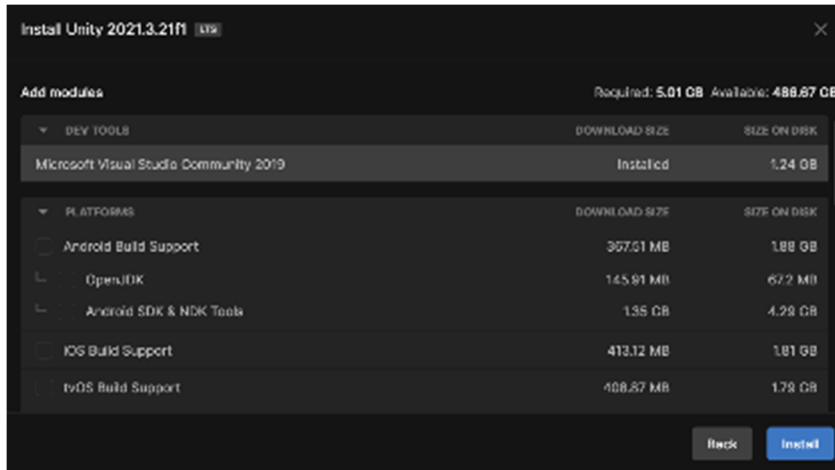 Install Unity 2021.3.21f1 LTS
Add modules Required: 5.01 GB Available: 486.67 GB
DEV TOOLS DOWNLOAD SIZE SIZE ON DISK
Microsoft Visual Studio Community 2019 Installed 1.24 GB
PLATFORMS DOWNLOAD SIZE SIZE ON DISK
Android Build Support 367.51 MB 1.88 GB
OpenJDK 145.91 MB 67.2 MB
Android SDK & NDK Tools 1.35 GB 4.29 GB
iOS Build Support 413.12 MB 1.81 GB
tvOS Build Support 408.87 MB 1.79 GB
Back Install